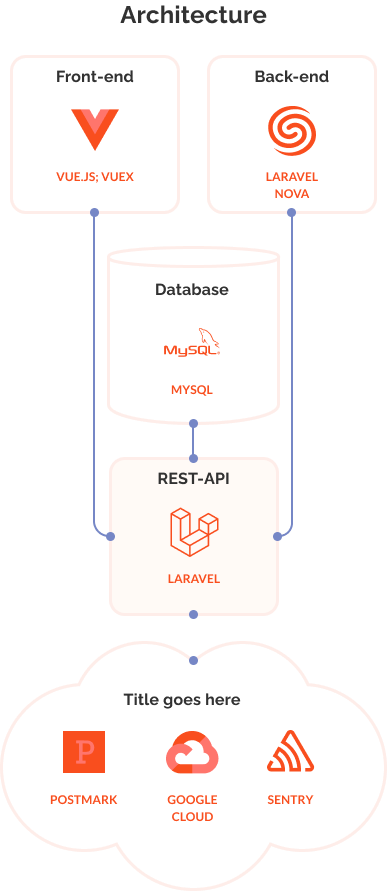 Architecture
Front-end
VUE.JS; VUEX
Back-end
LARAVEL
NOVA
Database
MySQL®
MYSQL
REST-API
LARAVEL
Title goes here
P
POSTMARK
GOOGLE
CLOUD
SENTRY